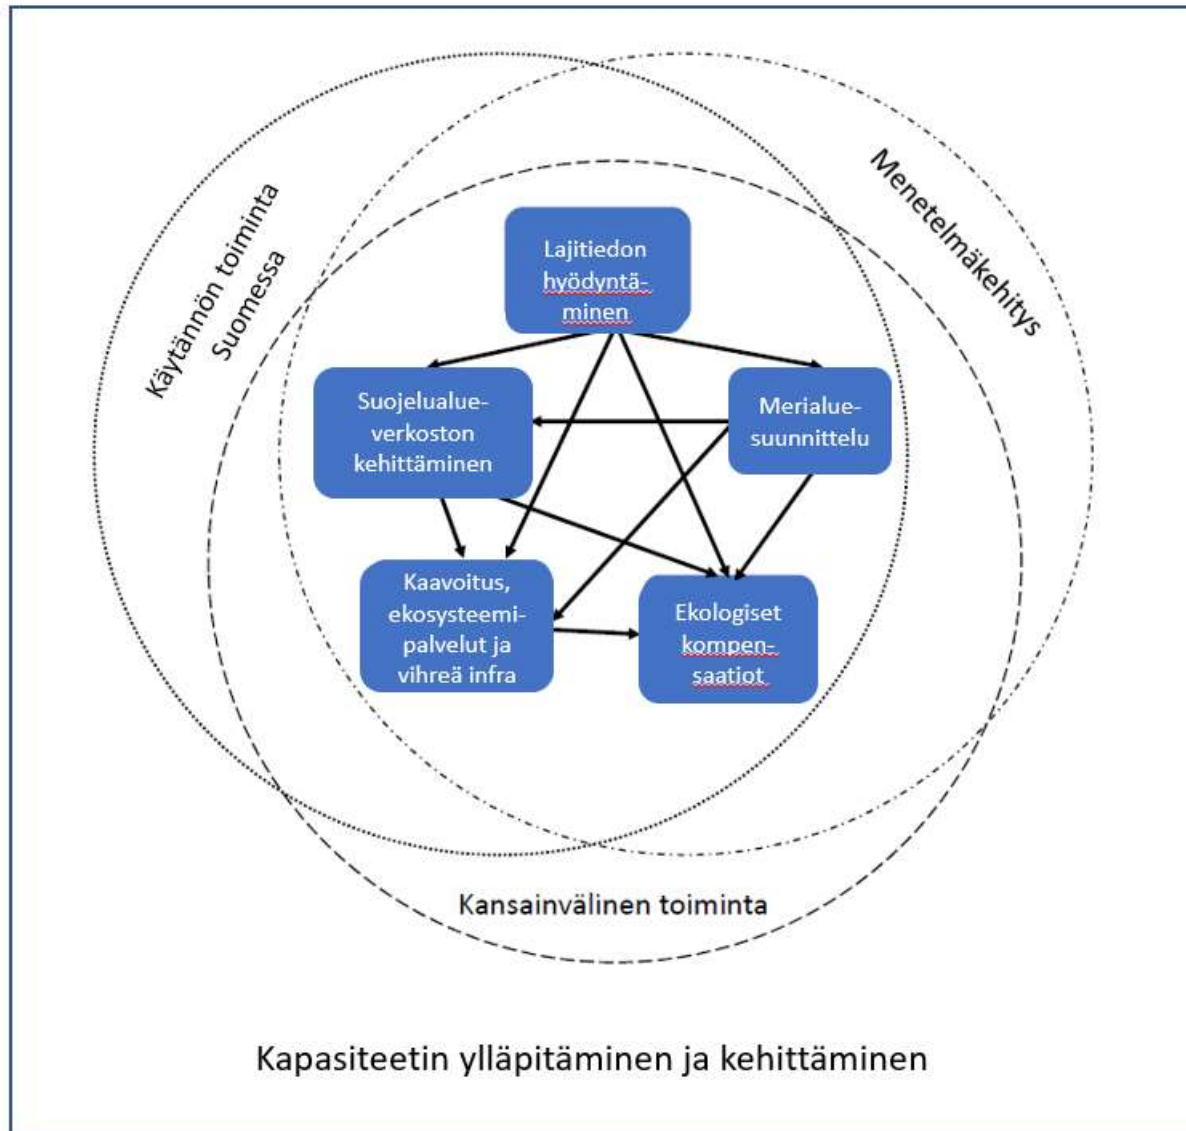 Käytännön toiminta
Suomessa
Menetelmäkehitys
Lajitiedon
hyödyntä-
minen
Suojelualue-
verkoston
kehittäminen
Merialue-
suunnittelu
Kaavoitus,
ekosysteemi-
palvelut ja
vihreä infra
Ekologiset
kompen-
saatiot
Kansainvälinen toiminta
Kapasiteetin ylläpitäminen ja kehittäminen